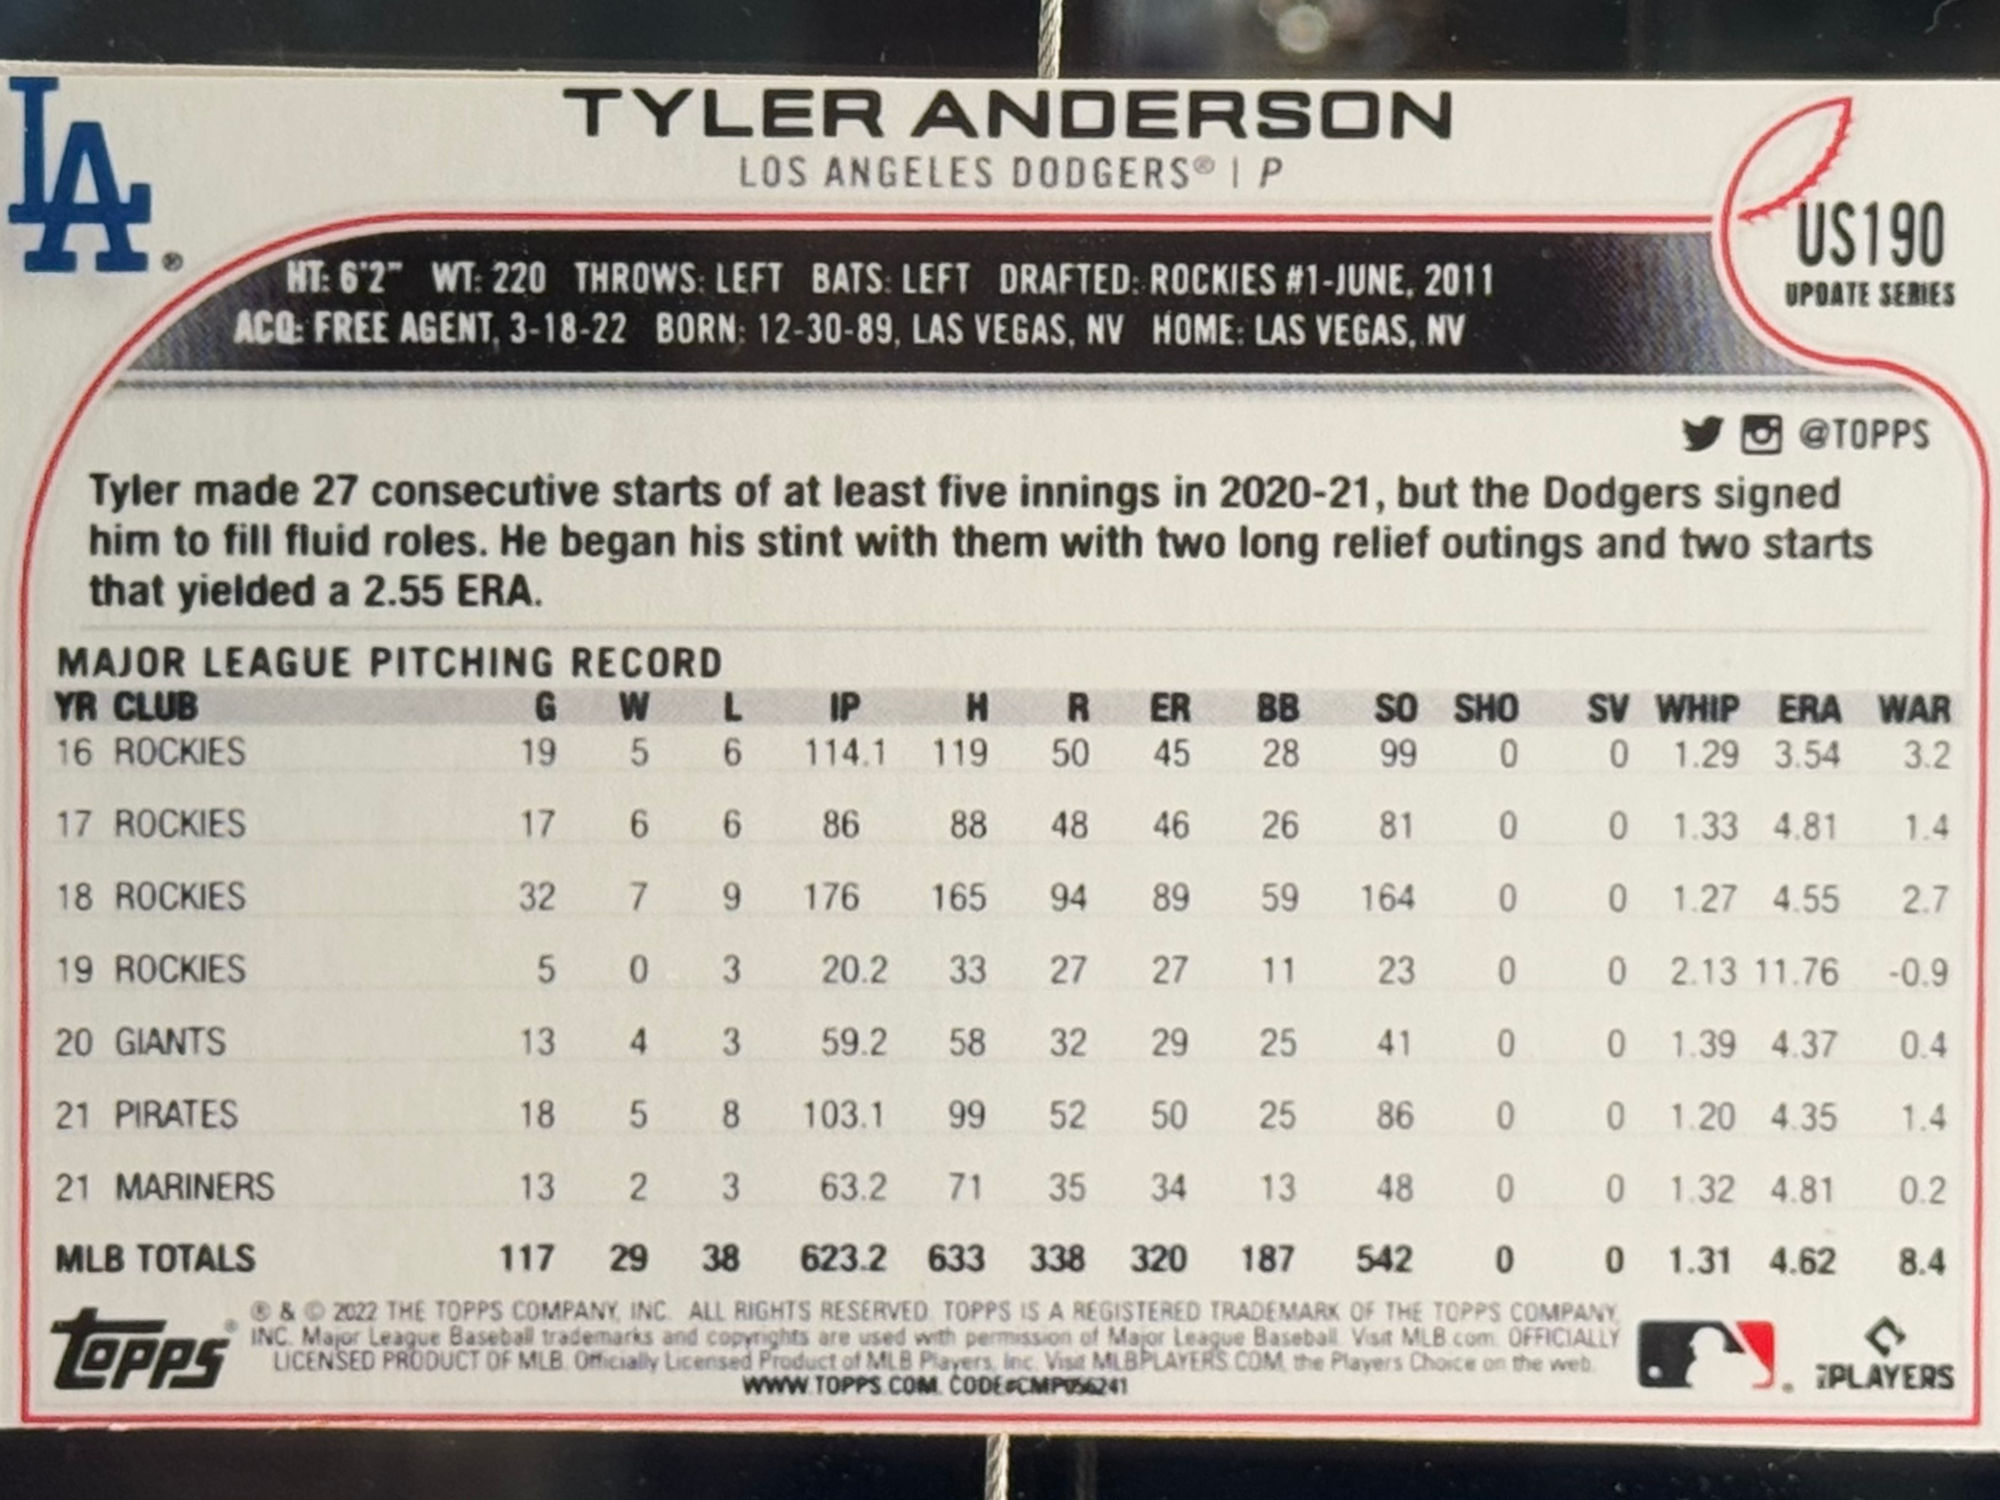 LA®
TYLER ANDERSON
LOS ANGELES DODGERS® | P
US190
UPDATE SERIES
HT: 6'2" WT: 220 THROWS: LEFT BATS: LEFT DRAFTED: ROCKIES #1-JUNE, 2011
ACQ: FREE AGENT, 3-18-22 BORN: 12-30-89, LAS VEGAS, NV HOME: LAS VEGAS, NV
@TOPPS
Tyler made 27 consecutive starts of at least five innings in 2020-21, but the Dodgers signed
him to fill fluid roles. He began his stint with them with two long relief outings and two starts
that yielded a 2.55 ERA.
MAJOR LEAGUE PITCHING RECORD
YR CLUB G W L IP H R ER BB SO SHO SV WHIP ERA WAR
16 ROCKIES 19 5 6 114.1 119 50 45 28 99 0 0 1.29 3.54 3.2
17 ROCKIES 17 6 6 86 88 48 46 26 81 0 0 1.33 4.81 1.4
18 ROCKIES 32 7 9 176 165 94 89 59 164 0 0 1.27 4.55 2.7
19 ROCKIES 5 0 3 20.2 33 27 27 11 23 0 0 2.13 11.76 -0.9
20 GIANTS 13 4 3 59.2 58 32 29 25 41 0 0 1.39 4.37 0.4
21 PIRATES 18 5 8 103.1 99 52 50 25 86 0 0 1.20 4.35 1.4
21 MARINERS 13 2 3 63.2 71 35 34 13 48 0 0 1.32 4.81 0.2
MLB TOTALS 117 29 38 623.2 633 338 320 187 542 0 0 1.31 4.62 8.4
Topps®
® & © 2022 THE TOPPS COMPANY, INC. ALL RIGHTS RESERVED. TOPPS IS A REGISTERED TRADEMARK OF THE TOPPS COMPANY,
INC. Major League Baseball trademarks and copyrights are used with permission of Major League Baseball. Visit MLB.com. OFFICIALLY
LICENSED PRODUCT OF MLB. Officially Licensed Product of MLB Players, Inc. Visit MLBPLAYERS.COM, the Players Choice on the web.
WWW.TOPPS.COM. CODE#CMP056241
PLAYERS